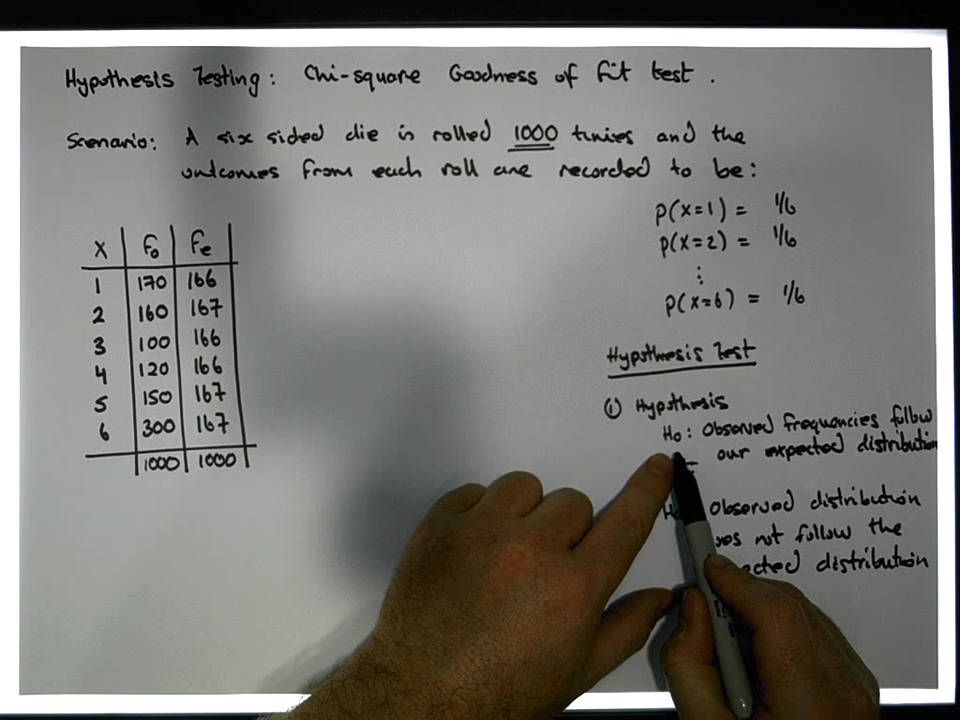 Hypothesis Testing: Chi-square Goodness of Fit test.
Scenario: A six sided die is rolled 1000 times and the
outcomes from each roll are recorded to be:
P(X=1) = 1/6
P(X=2) = 1/6
⋮
P(X=6) = 1/6
X fo fe
1 170 166
2 160 167
3 100 166
4 120 166
5 150 167
6 300 167
1000 1000
Hypothesis Test
① Hypothesis
Ho: Observed frequencies follow
our expected distribution
Observed distribution
not follow the
distribution